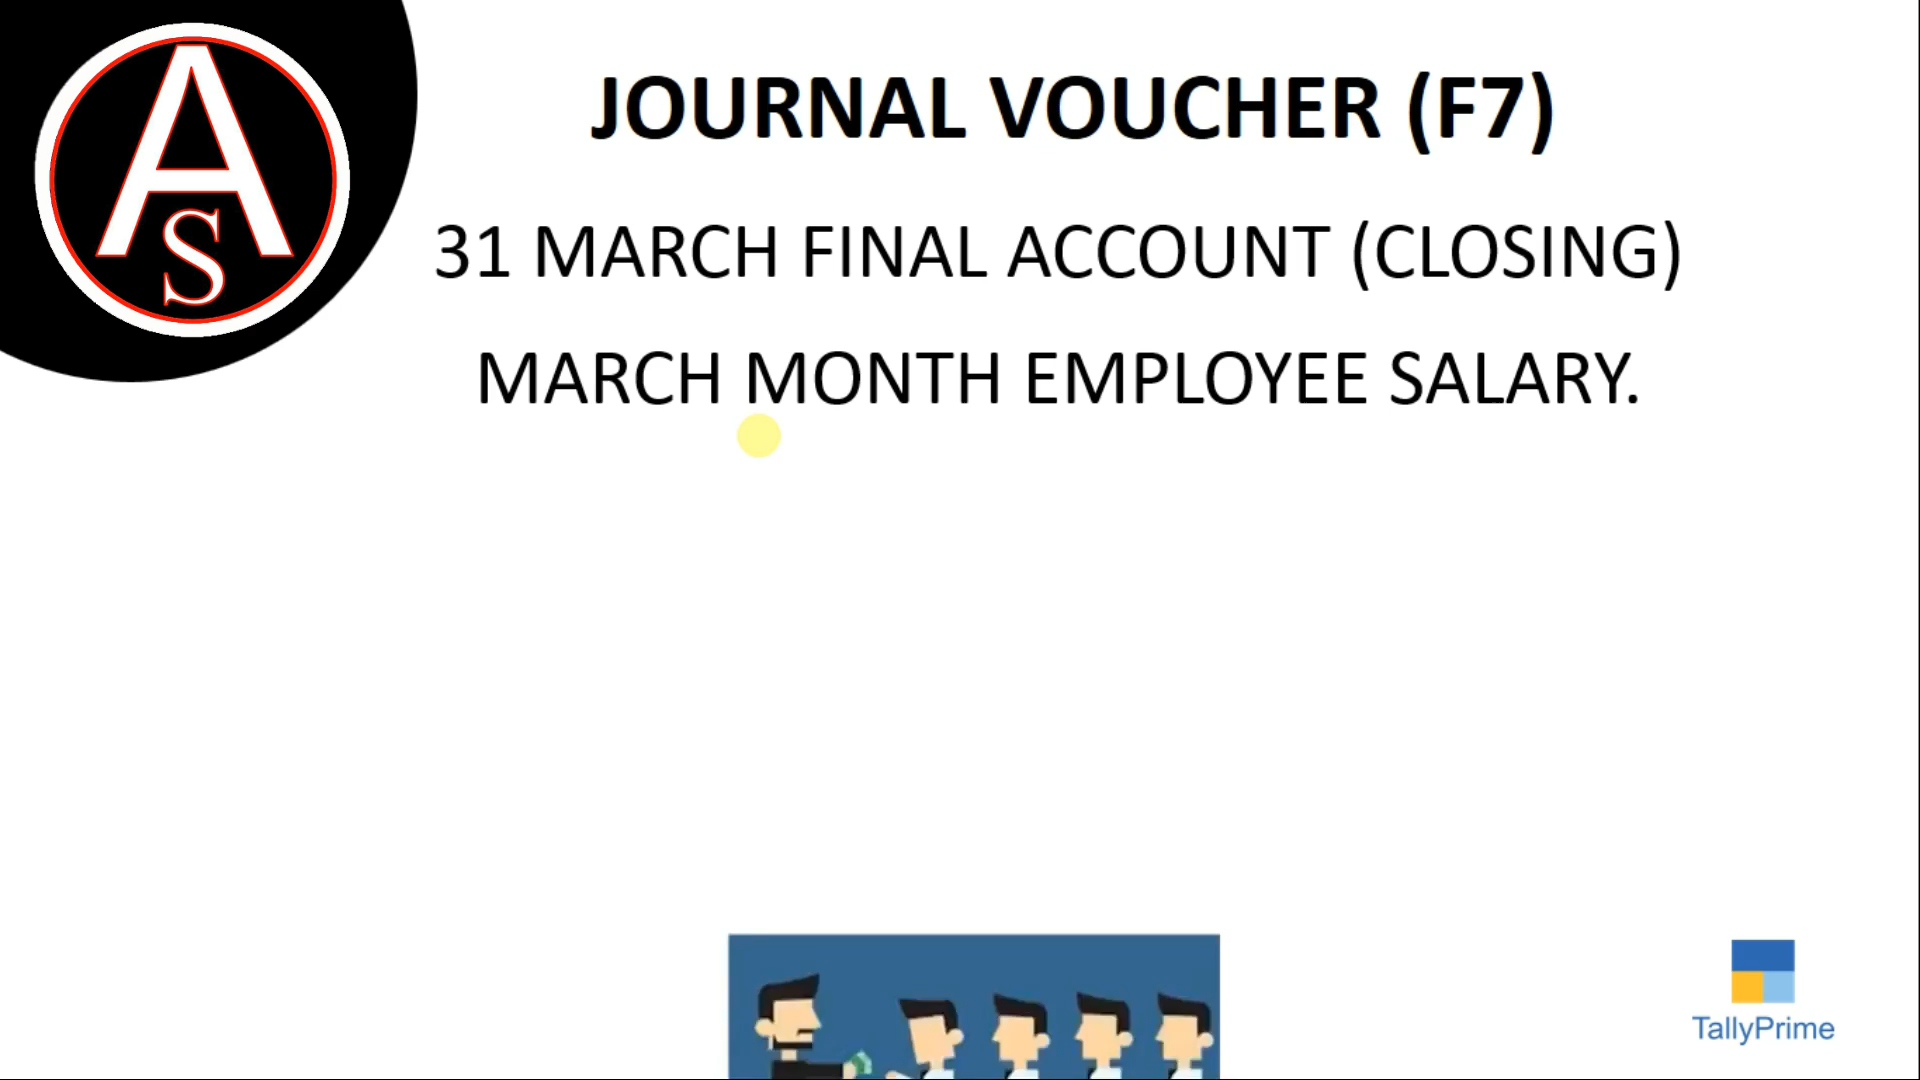 A
S
JOURNAL VOUCHER (F7)
31 MARCH FINAL ACCOUNT (CLOSING)
MARCH MONTH EMPLOYEE SALARY.
TallyPrime